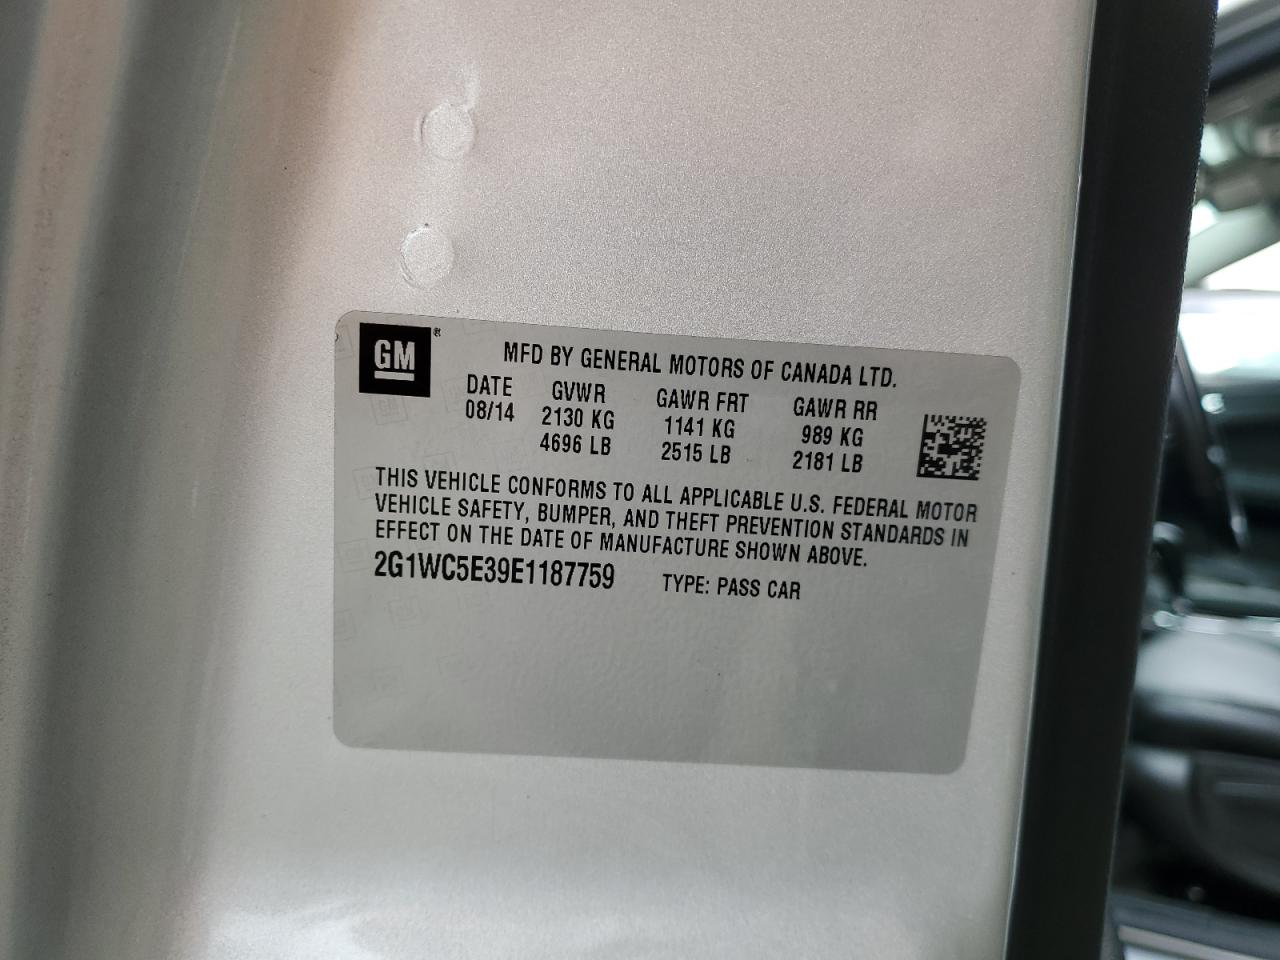 GM ®
MFD BY GENERAL MOTORS OF CANADA LTD.
DATE GVWR GAWR FRT GAWR RR
08/14 2130 KG 1141 KG 989 KG
4696 LB 2515 LB 2181 LB
THIS VEHICLE CONFORMS TO ALL APPLICABLE U.S. FEDERAL MOTOR
VEHICLE SAFETY, BUMPER, AND THEFT PREVENTION STANDARDS IN
EFFECT ON THE DATE OF MANUFACTURE SHOWN ABOVE.
2G1WC5E39E1187759 TYPE: PASS CAR